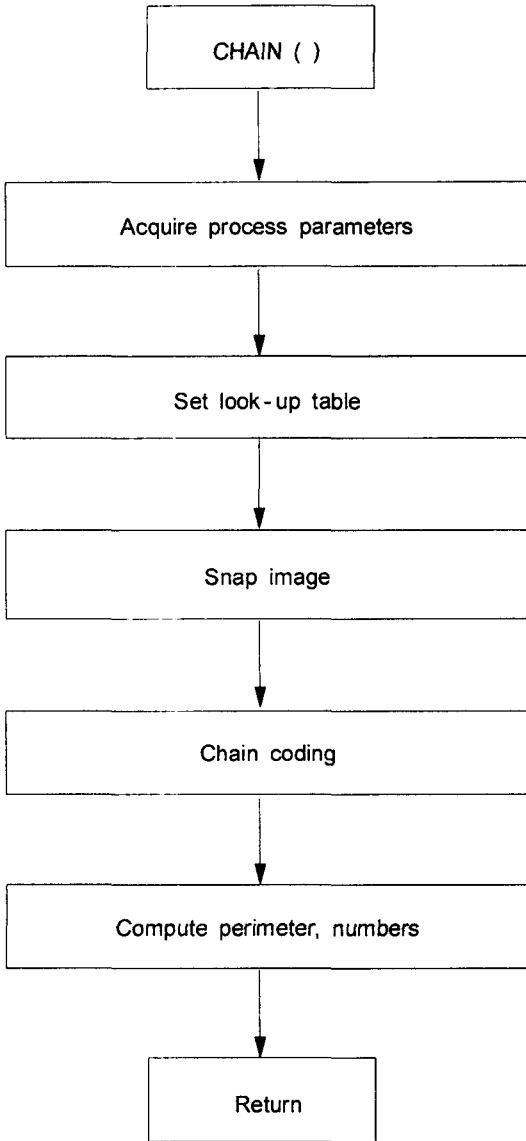 CHAIN ( )
Acquire process parameters
Set look-up table
Snap image
Chain coding
Compute perimeter, numbers
Return